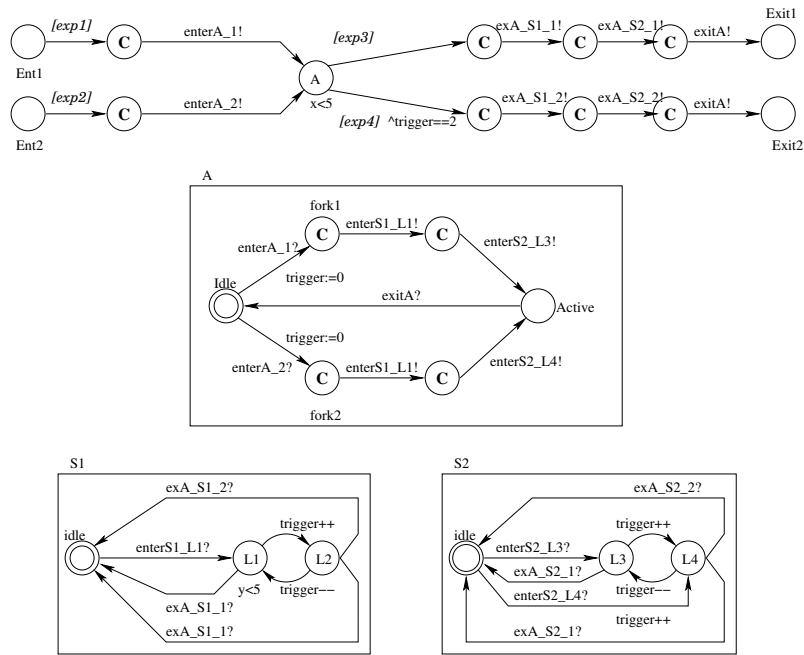 Exit1
[exp1]
enterA_1!
[exp3]
exA_S1_1!
exA_S2_1!
exitA!
C
C
C
C
Ent1
A
[exp2]
enterA_2!
x<5
exA_S1_2!
exA_S2_2!
exitA!
C
C
C
C
[exp4] ^trigger==2
Ent2
Exit2
A
fork1
enterS1_L1!
C
C
enterA_1?
enterS2_L3!
trigger:=0
Idle
exitA?
Active
trigger:=0
enterA_2?
enterS1_L1!
enterS2_L4!
C
C
fork2
S1
exA_S1_2?
idle
trigger++
enterS1_L1?
L1
L2
y<5
trigger--
exA_S1_1?
exA_S1_1?
S2
exA_S2_2?
idle
trigger++
enterS2_L3?
L3
L4
exA_S2_1?
trigger--
enterS2_L4?
trigger++
exA_S2_1?